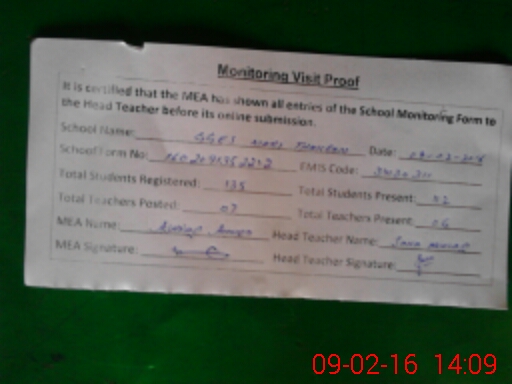 Monitoring Visit Proof
It is certified that the MEA has shown all entries of the School Monitoring Form to
the Head Teacher before its online submission.
School Name: GGES Date:
School Form No: EMIS Code:
Total Students Registered: 135 Total Students Present: 92
Total Teachers Posted: 07 Total Teachers Present: 06
MEA Name: Head Teacher Name:
MEA Signature: Head Teacher Signature:
09-02-16 14:09